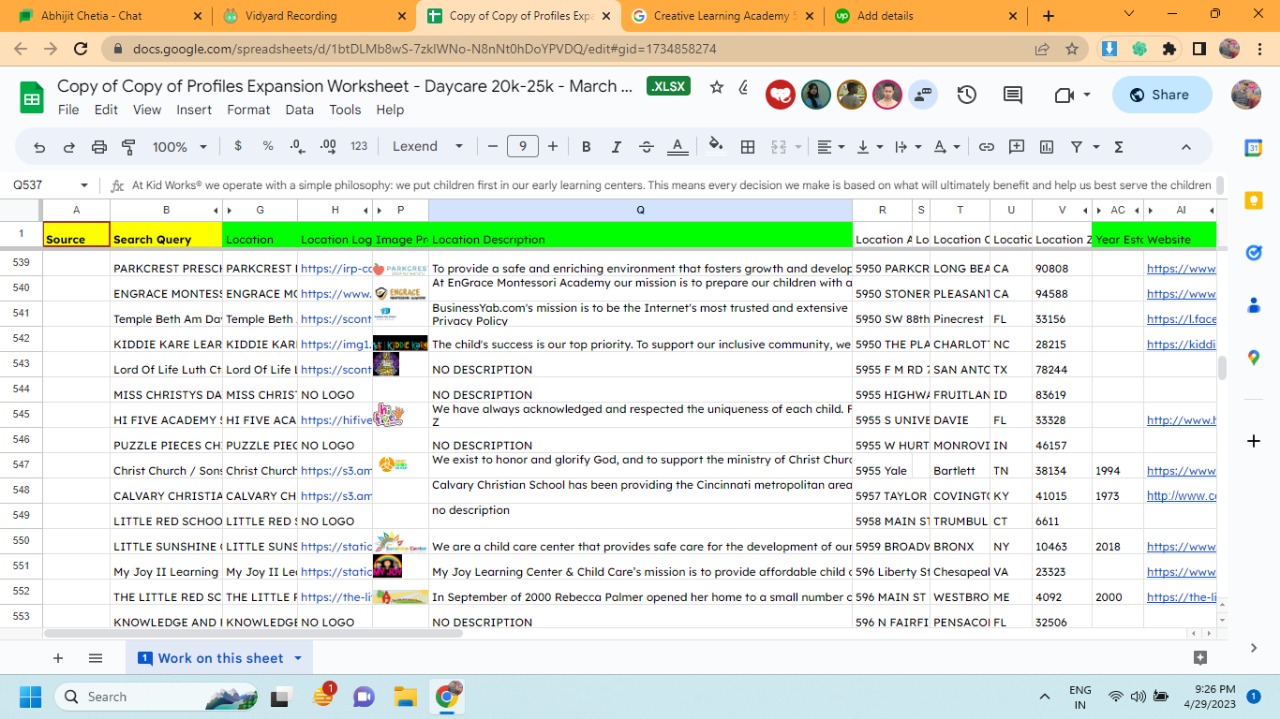 Abhijit Chetia - Chat
Vidyard Recording
Copy of Copy of Profiles Expa
Creative Learning Academy S
Add details
docs.google.com/spreadsheets/d/1btDLMb8wS-7zkIWNo-N8nNt0hDoYPVDQ/edit#gid=1734858274
Copy of Copy of Profiles Expansion Worksheet - Daycare 20k-25k - March ... .XLSX
Share
File Edit View Insert Format Data Tools Help
100% $ % .0 .00 123 Lexend 9 B I A
Q537 fx At Kid Works® we operate with a simple philosophy: we put children first in our early learning centers. This means every decision we make is based on what will ultimately benefit and help us best serve the children
A B G H P Q R S T U V AC AI
1 Source Search Query Location Location Log Image Pr Location Description Location A Lo Location C Locatic Location Z Year Esta Website
539 PARKCREST PRESCH PARKCREST https://irp-cc PARKCREST To provide a safe and enriching environment that fosters growth and develop 5950 PARKCR LONG BEA CA 90808 https://www
540 ENGRACE MONTESS ENGRACE MO https://www. ENGRACE At EnGrace Montessori Academy our mission is to prepare our children with a 5950 STONER PLEASANT CA 94588 https://www.
541 Temple Beth Am Da Temple Beth https://scont BusinessYab.com's mission is to be the Internet's most trusted and extensive
Privacy Policy 5950 SW 88th Pinecrest FL 33156 https://l.face
542 KIDDIE KARE LEAR KIDDIE KAR https://img1. KIDDIE KARE The child's success is our top priority. To support our inclusive community, we 5950 THE PLA CHARLOT NC 28215 https://kiddi
543 Lord Of Life Luth Ct Lord Of Life L https://scont NO DESCRIPTION 5955 F M RD 7 SAN ANTO TX 78244
544 MISS CHRISTYS DA MISS CHRIS NO LOGO NO DESCRIPTION 5955 HIGHWA FRUITLAN ID 83619
545 HI FIVE ACADEMY HI FIVE ACA https://hifive hi five We have always acknowledged and respected the uniqueness of each child. F
Z 5955 S UNIVE DAVIE FL 33328 http://www.h
546 PUZZLE PIECES CH PUZZLE PIEC NO LOGO NO DESCRIPTION 5955 W HURT MONROVI IN 46157
547 Christ Church / Sons Christ Church https://s3.am We exist to honor and glorify God, and to support the ministry of Christ Churc 5955 Yale Bartlett TN 38134 1994 https://www
548 CALVARY CHRISTIA CALVARY CH https://s3.am Calvary Christian School has been providing the Cincinnati metropolitan area 5957 TAYLOR COVINGT KY 41015 1973 http://www.c
549 LITTLE RED SCHOO LITTLE RED NO LOGO no description 5958 MAIN ST TRUMBUL CT 6611
550 LITTLE SUNSHINE LITTLE SUNS https://static We are a child care center that provides safe care for the development of our 5959 BROADW BRONX NY 10463 2018 https://www
551 My Joy II Learning My Joy II Le https://static MY JOY My Joy Learning Center & Child Care's mission is to provide affordable child c 596 Liberty St Chesapeal VA 23323 https://www
552 THE LITTLE RED SC THE LITTLE https://the-lit In September of 2000 Rebecca Palmer opened her home to a small number o 596 MAIN ST WESTBRO ME 4092 2000 https://the-li
553 KNOWLEDGE AND KNOWLEDGE NO LOGO NO DESCRIPTION 596 N FAIRFI PENSACO FL 32506
1 Work on this sheet
Search
1
ENG
IN
9:26 PM
4/29/2023
1